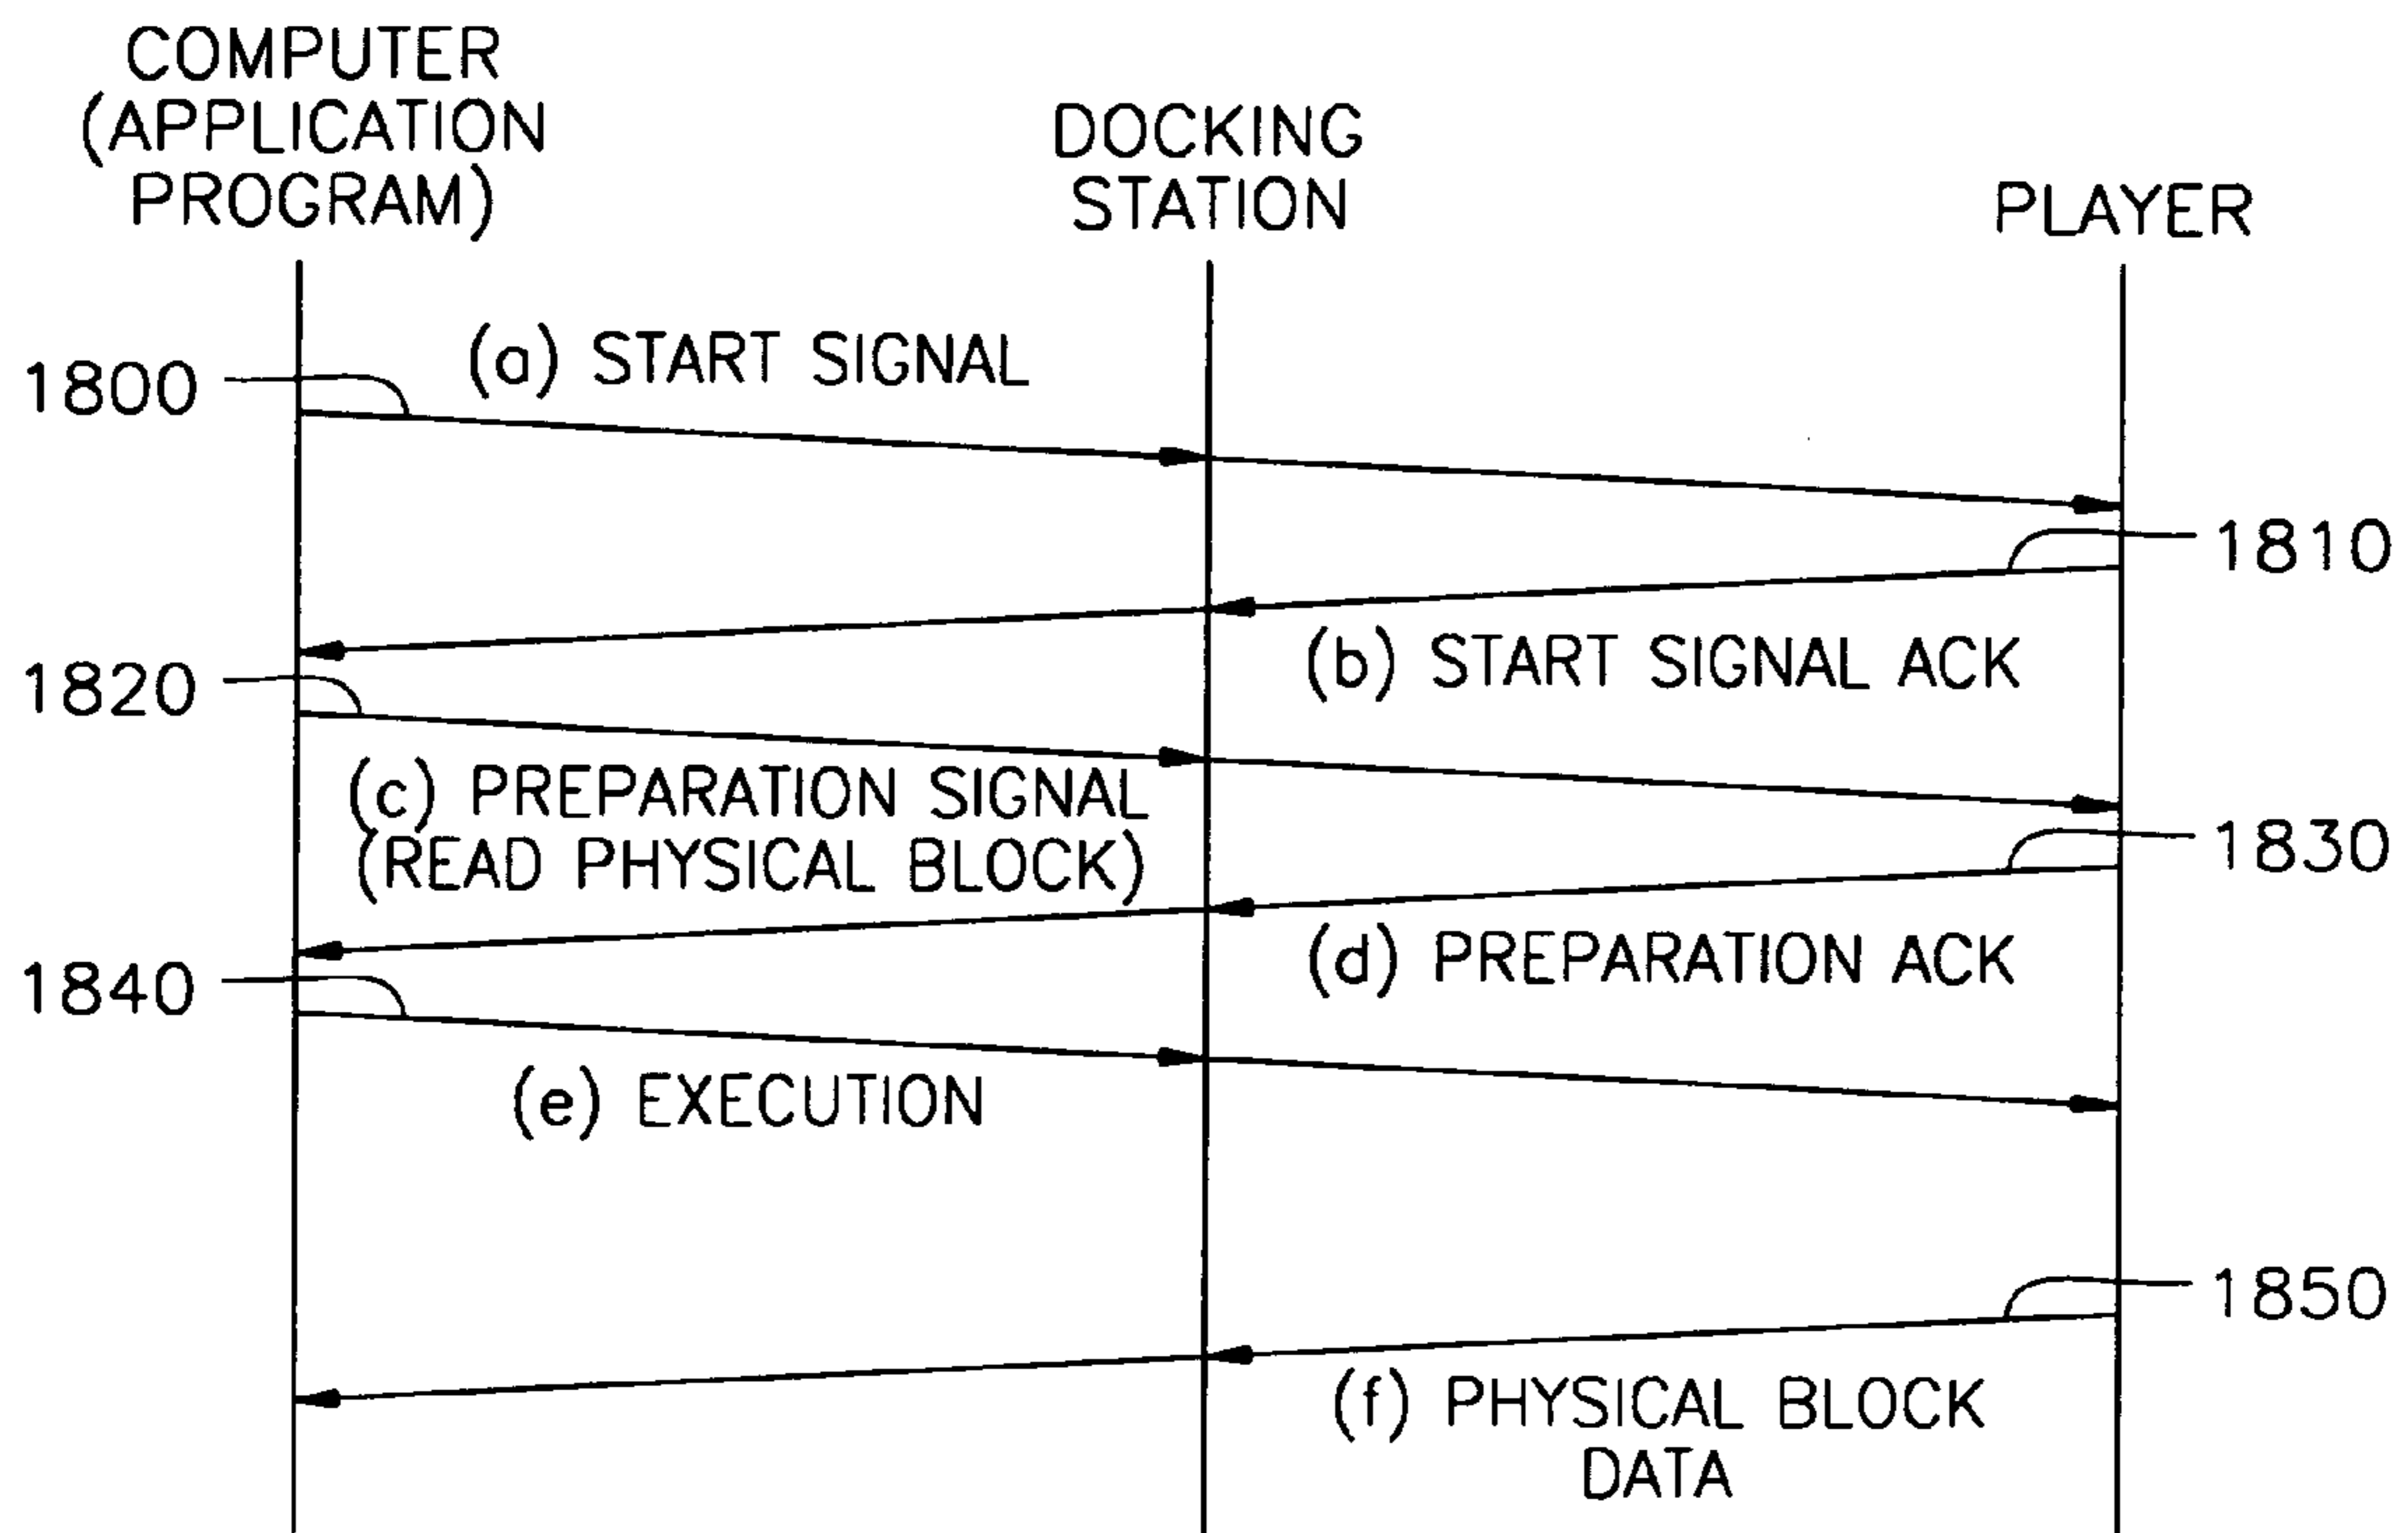 COMPUTER
(APPLICATION
PROGRAM)
DOCKING
STATION
PLAYER
1800
(a) START SIGNAL
1810
(b) START SIGNAL ACK
1820
(c) PREPARATION SIGNAL
(READ PHYSICAL BLOCK)
1830
(d) PREPARATION ACK
1840
(e) EXECUTION
1850
(f) PHYSICAL BLOCK
DATA